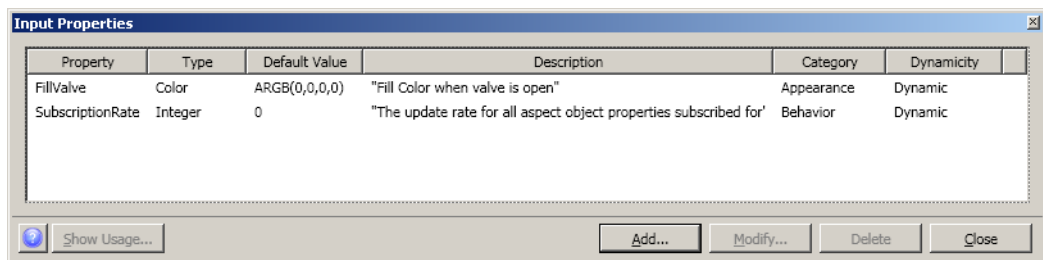 Input Properties
Property Type Default Value Description Category Dynamicity
FillValve Color ARGB(0,0,0,0) "Fill Color when valve is open" Appearance Dynamic
SubscriptionRate Integer 0 "The update rate for all aspect object properties subscribed for" Behavior Dynamic
? Show Usage... Add... Modify... Delete Close